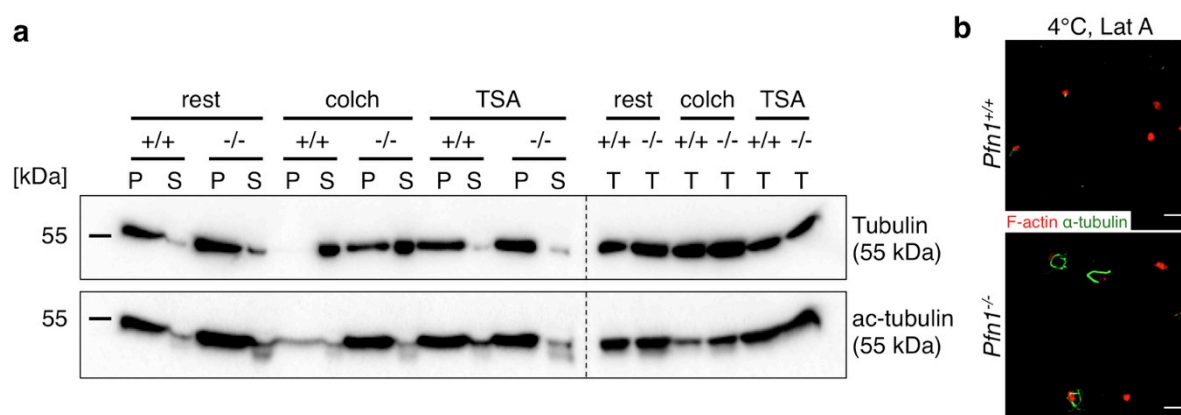 a
rest colch TSA rest colch TSA
+/+ -/- +/+ -/- +/+ -/- +/+ -/- +/+ -/- +/+ -/-
[kDa] P S P S P S P S P S P S T T T T T T
55 Tubulin
(55 kDa)
55 ac-tubulin
(55 kDa)
b
4°C, Lat A
Pfn1+/+
F-actin α-tubulin
Pfn1-/-